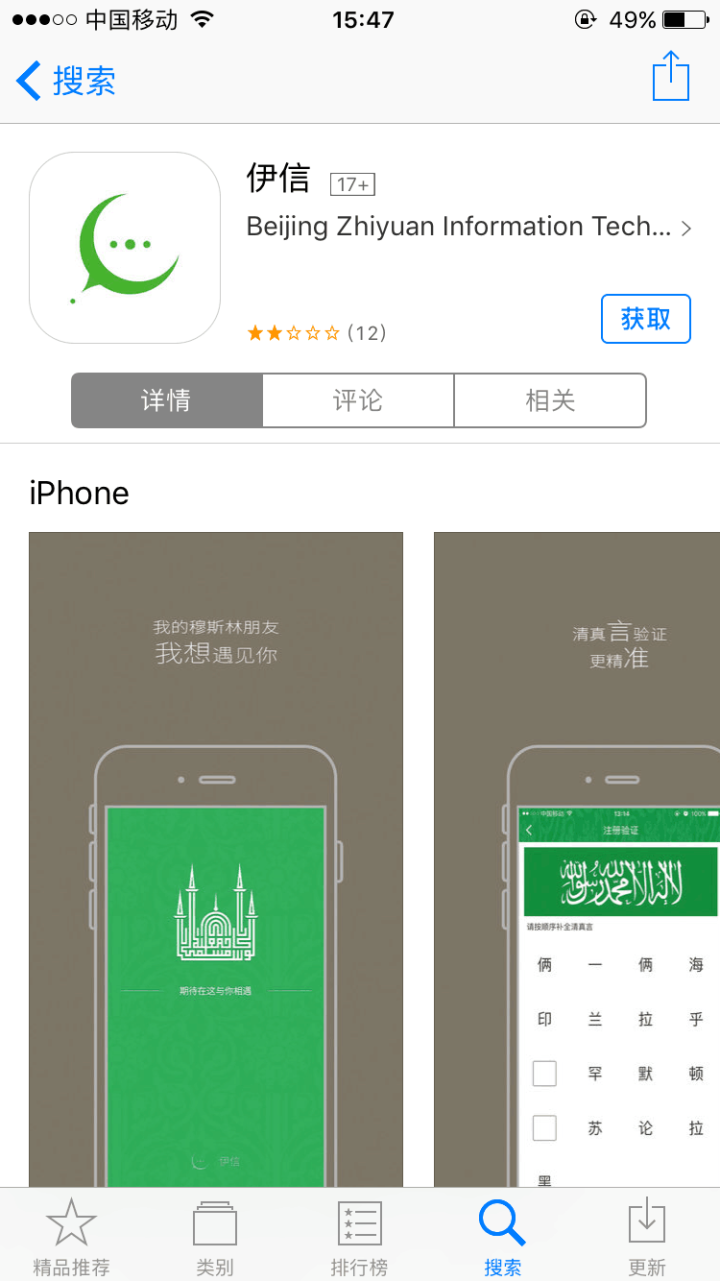 中国移动 15:47 49%
搜索
伊信 17+
Beijing Zhiyuan Information Tech...
(12)
获取
详情 评论 相关
iPhone
我的穆斯林朋友
我想遇见你
期待在这与你相遇
伊信
清真言验证
更精准
中国移动 12:16 100%
注册验证
لا إله إلا الله محمد رسول الله
请按顺序补全清真言
俩 一 俩 海
印 兰 拉 乎
罕 默 顿
苏 论 拉
黑
精品推荐 类别 排行榜 搜索 更新